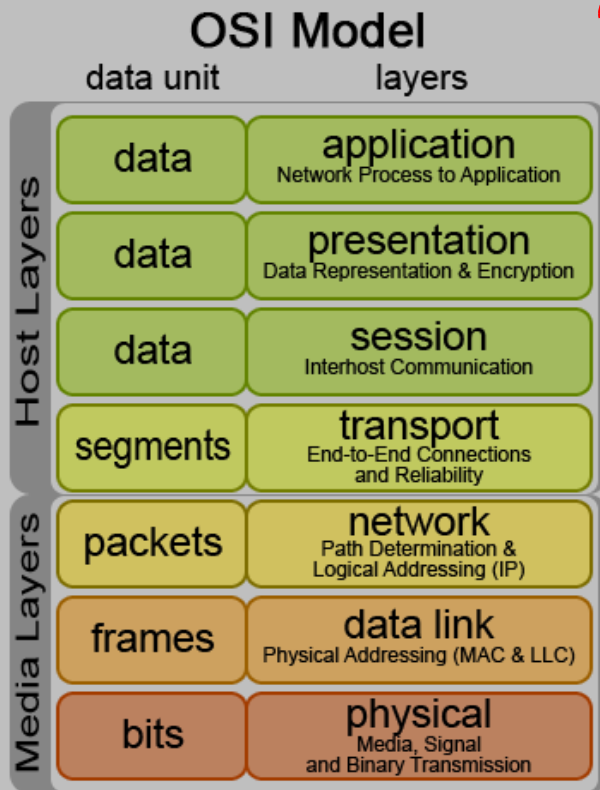 OSI Model
data unit layers
Host Layers
data application
Network Process to Application
data presentation
Data Representation & Encryption
data session
Interhost Communication
segments transport
End-to-End Connections
and Reliability
Media Layers
packets network
Path Determination &
Logical Addressing (IP)
frames data link
Physical Addressing (MAC & LLC)
bits physical
Media, Signal
and Binary Transmission